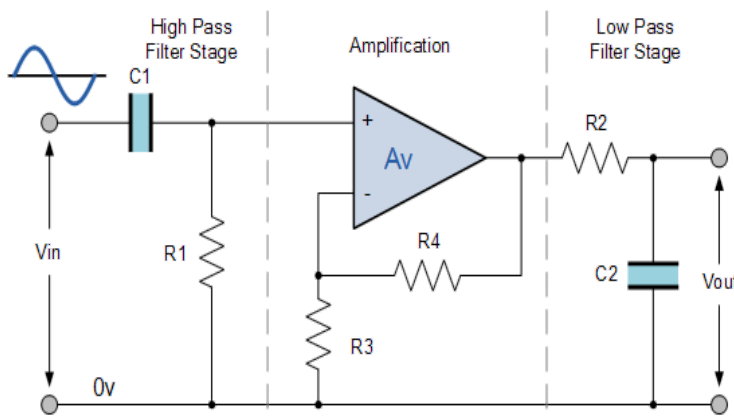 High Pass
Filter Stage
Amplification
Low Pass
Filter Stage
C1
+
R2
Av
-
Vin
R1
R4
C2
Vout
R3
0v